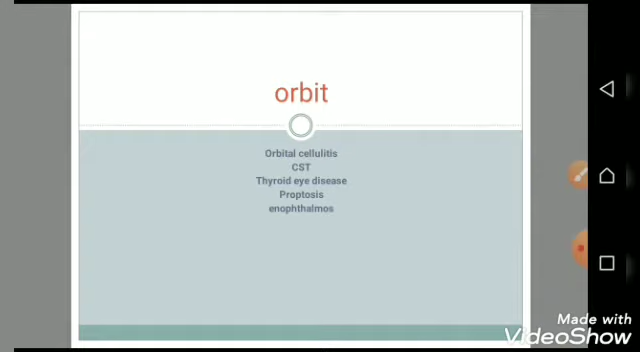 orbit
Orbital cellulitis
CST
Thyroid eye disease
Proptosis
enophthalmos
Made with
VideoShow